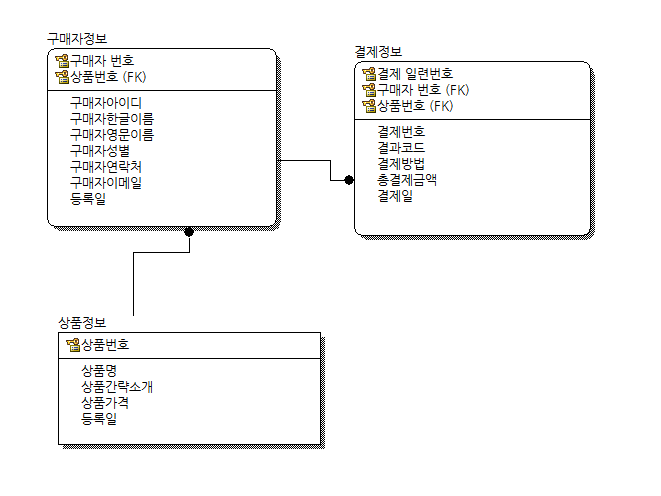 구매자정보
구매자 번호
상품번호 (FK)
구매자아이디
구매자한글이름
구매자영문이름
구매자성별
구매자연락처
구매자이메일
등록일
결제정보
결제 일련번호
구매자 번호 (FK)
상품번호 (FK)
결제번호
결과코드
결제방법
총결제금액
결제일
상품정보
상품번호
상품명
상품간략소개
상품가격
등록일